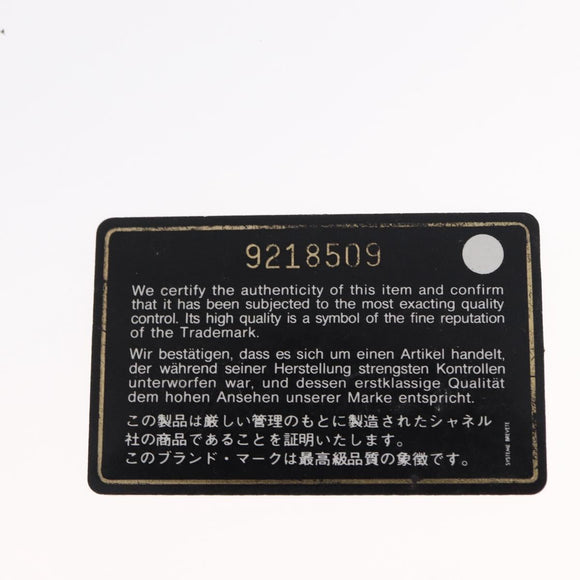 9218509
We certify the authenticity of this item and confirm
that it has been subjected to the most exacting quality
control. Its high quality is a symbol of the fine reputation
of the Trademark.
Wir bestätigen, dass es sich um einen Artikel handelt,
der während seiner Herstellung strengsten Kontrollen
unterworfen war, und dessen erstklassige Qualität
dem hohen Ansehen unserer Marke entspricht.
この製品は厳しい管理のもとに製造されたシャネル
社の商品であることを証明いたします。
このブランド・マークは最高級品質の象徴です。
SYSTEME BREVETE